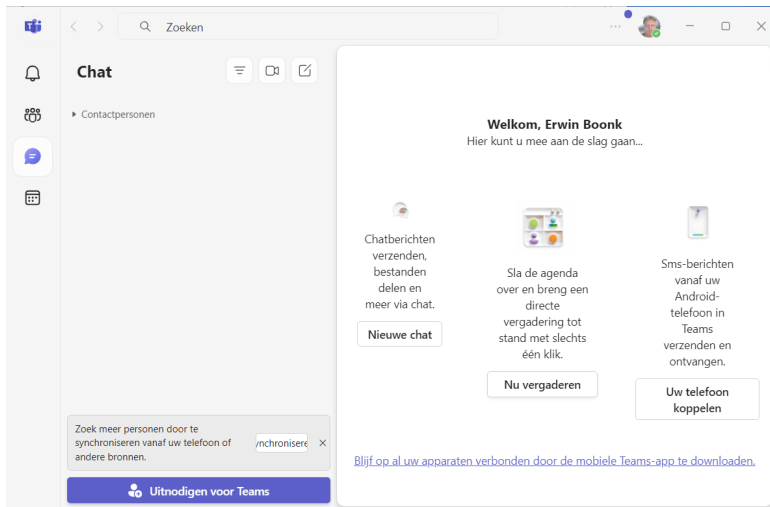 Zoeken
Chat
Contactpersonen
Welkom, Erwin Boonk
Hier kunt u mee aan de slag gaan...
Chatberichten
verzenden,
bestanden
delen en
meer via chat.
Nieuwe chat
Sla de agenda
over en breng een
directe
vergadering tot
stand met slechts
één klik.
Nu vergaderen
Sms-berichten
vanaf uw
Android-
telefoon in
Teams
verzenden en
ontvangen.
Uw telefoon
koppelen
Zoek meer personen door te
synchroniseren vanaf uw telefoon of
andere bronnen.
ynchronisere
Uitnodigen voor Teams
Blijf op al uw apparaten verbonden door de mobiele Teams-app te downloaden.